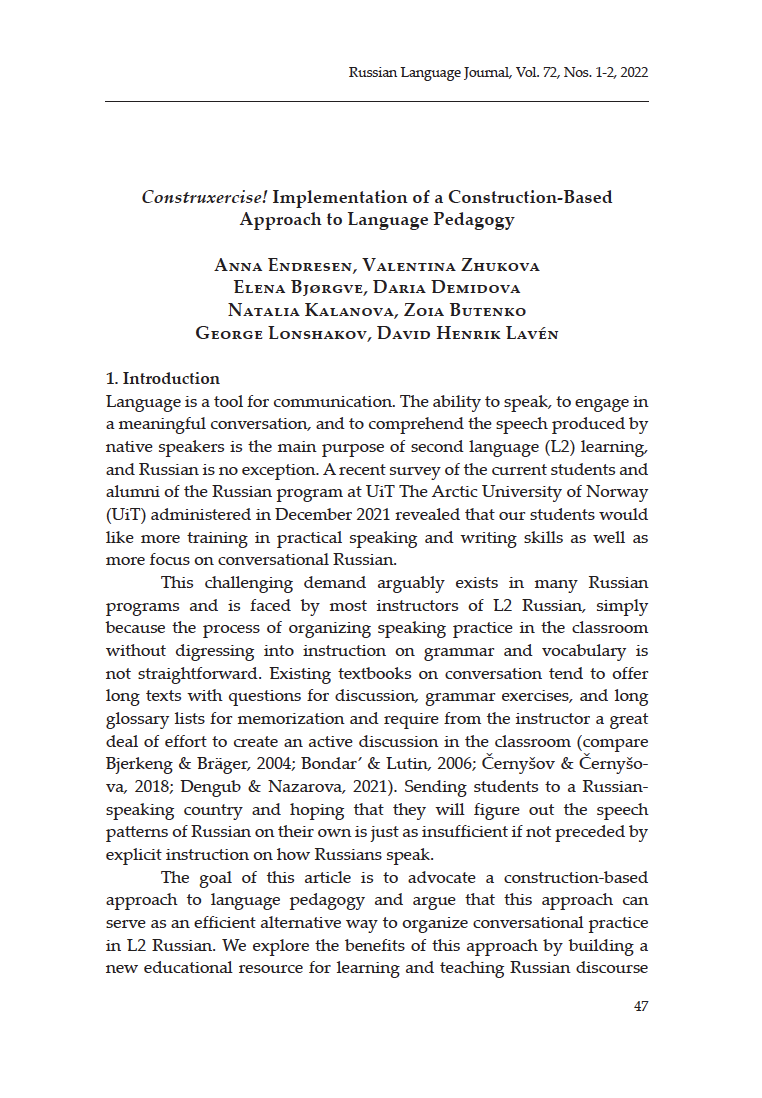 Russian Language Journal, Vol. 72, Nos. 1-2, 2022
Construxercise! Implementation of a Construction-Based
Approach to Language Pedagogy
Anna Endresen, Valentina Zhukova
Elena Bjørgve, Daria Demidova
Natalia Kalanova, Zoia Butenko
George Lonshakov, David Henrik Lavén
1. Introduction
Language is a tool for communication. The ability to speak, to engage in
a meaningful conversation, and to comprehend the speech produced by
native speakers is the main purpose of second language (L2) learning,
and Russian is no exception. A recent survey of the current students and
alumni of the Russian program at UiT The Arctic University of Norway
(UiT) administered in December 2021 revealed that our students would
like more training in practical speaking and writing skills as well as
more focus on conversational Russian.
This challenging demand arguably exists in many Russian
programs and is faced by most instructors of L2 Russian, simply
because the process of organizing speaking practice in the classroom
without digressing into instruction on grammar and vocabulary is
not straightforward. Existing textbooks on conversation tend to offer
long texts with questions for discussion, grammar exercises, and long
glossary lists for memorization and require from the instructor a great
deal of effort to create an active discussion in the classroom (compare
Bjerkeng & Bräger, 2004; Bondarʼ & Lutin, 2006; Černyšov & Černyšo-
va, 2018; Dengub & Nazarova, 2021). Sending students to a Russian-
speaking country and hoping that they will figure out the speech
patterns of Russian on their own is just as insufficient if not preceded by
explicit instruction on how Russians speak.
The goal of this article is to advocate a construction-based
approach to language pedagogy and argue that this approach can
serve as an efficient alternative way to organize conversational practice
in L2 Russian. We explore the benefits of this approach by building a
new educational resource for learning and teaching Russian discourse
47